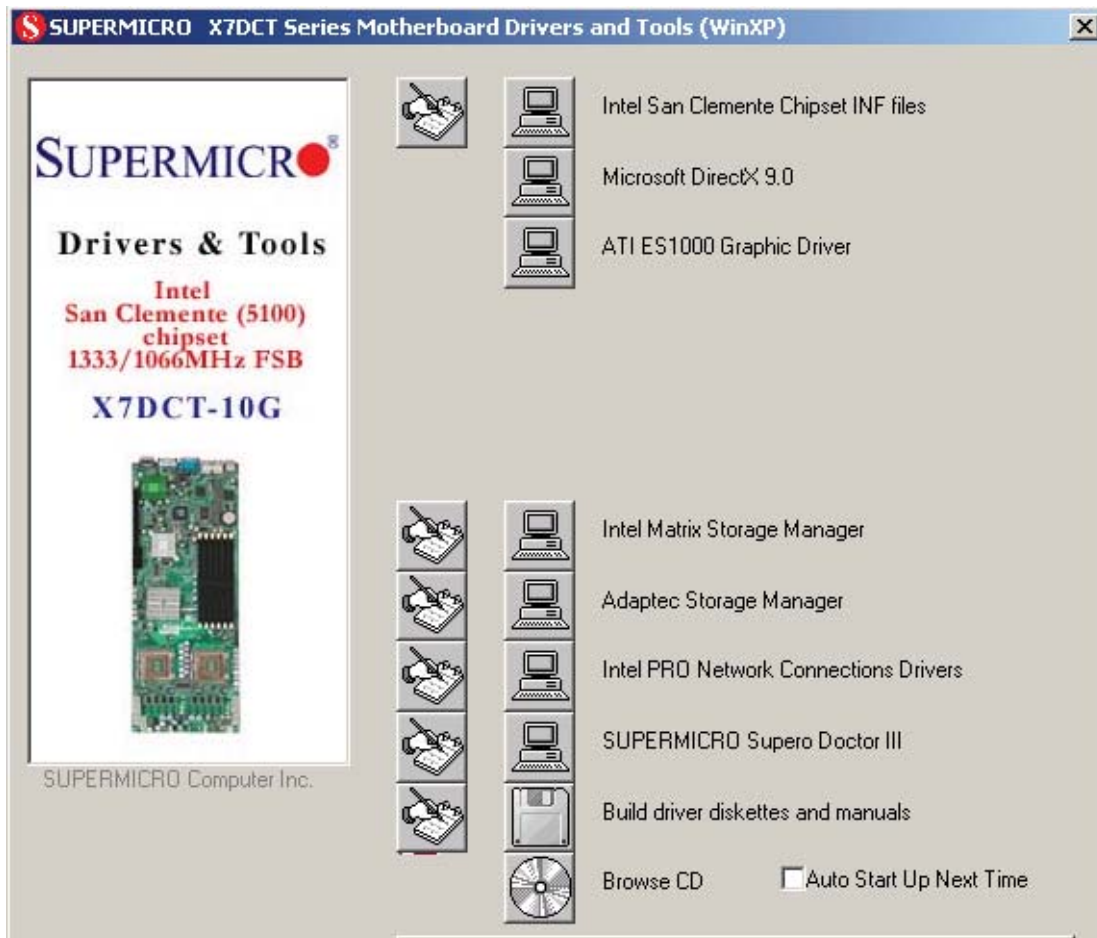 SUPERMICRO X7DCT Series Motherboard Drivers and Tools (WinXP)
SUPERMICRO®
Drivers & Tools
Intel
San Clemente (5100)
chipset
1333/1066MHz FSB
X7DCT-10G
SUPERMICRO Computer Inc.
Intel San Clemente Chipset INF files
Microsoft DirectX 9.0
ATI ES1000 Graphic Driver
Intel Matrix Storage Manager
Adaptec Storage Manager
Intel PRO Network Connections Drivers
SUPERMICRO Supero Doctor III
Build driver diskettes and manuals
Browse CD
Auto Start Up Next Time